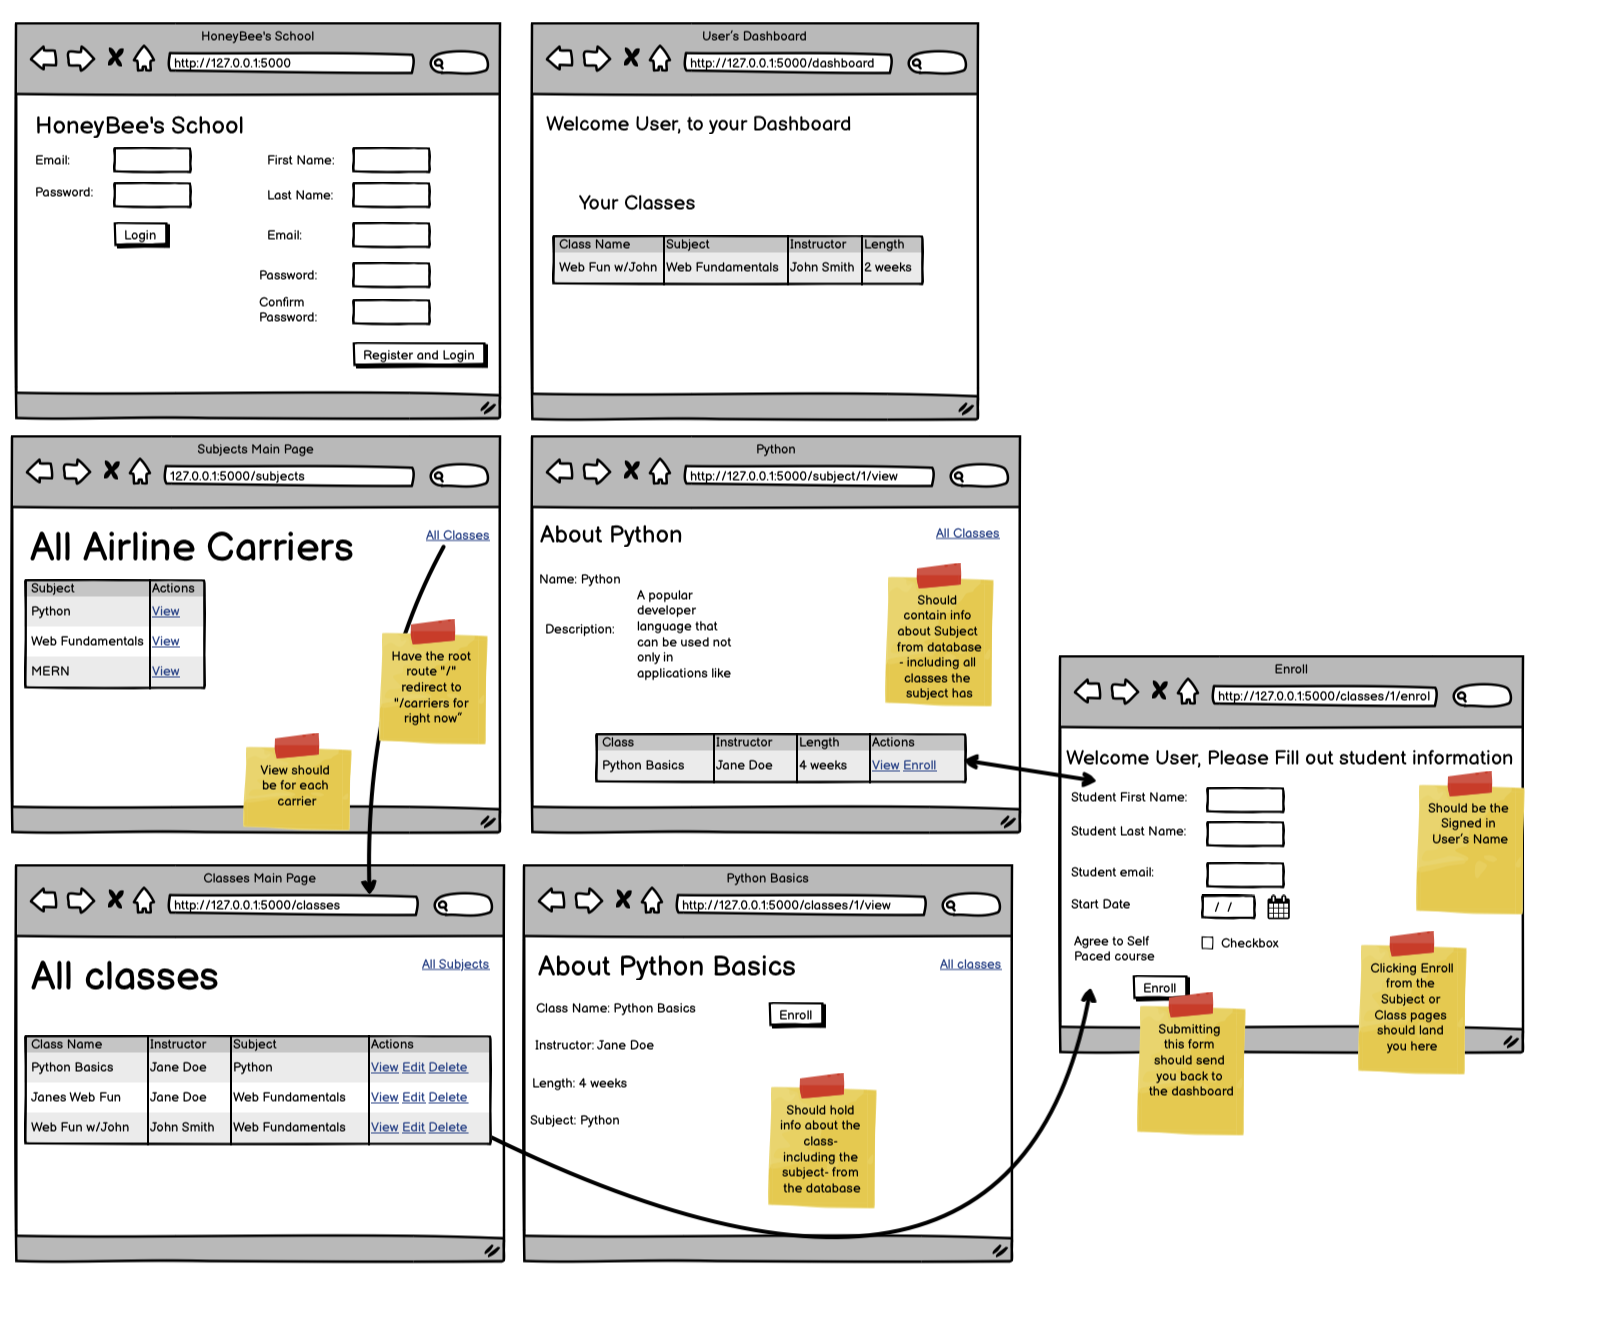 HoneyBee's School
http://127.0.0.1:5000
HoneyBee's School
Email:
Password:
Login
First Name:
Last Name:
Email:
Password:
Confirm
Password:
Register and Login
User's Dashboard
http://127.0.0.1:5000/dashboard
Welcome User, to your Dashboard
Your Classes
Class Name Subject Instructor Length
Web Fun w/John Web Fundamentals John Smith 2 weeks
Subjects Main Page
127.0.0.1:5000/subjects
All Airline Carriers
All Classes
Subject Actions
Python View
Web Fundamentals View
MERN View
Have the root
route "/"
redirect to
"/carriers for
right now"
View should
be for each
carrier
Python
http://127.0.0.1:5000/subject/1/view
About Python
All Classes
Name: Python
Description:
A popular
developer
language that
can be used not
only in
applications like
Should
contain info
about Subject
from database
- including all
classes the
subject has
Class Instructor Length Actions
Python Basics Jane Doe 4 weeks View Enroll
Enroll
http://127.0.0.1:5000/classes/1/enrol
Welcome User, Please Fill out student information
Student First Name:
Student Last Name:
Student email:
Start Date
/ /
Agree to Self
Paced course
Checkbox
Enroll
Should be the
Signed in
User's Name
Clicking Enroll
from the
Subject or
Class pages
should land
you here
Submitting
this form
should send
you back to
the dashboard
Classes Main Page
http://127.0.0.1:5000/classes
All classes
All Subjects
Class Name Instructor Subject Actions
Python Basics Jane Doe Python View Edit Delete
Janes Web Fun Jane Doe Web Fundamentals View Edit Delete
Web Fun w/John John Smith Web Fundamentals View Edit Delete
Python Basics
http://127.0.0.1:5000/classes/1/view
About Python Basics
All classes
Class Name: Python Basics
Enroll
Instructor: Jane Doe
Length: 4 weeks
Subject: Python
Should hold
info about the
class-
including the
subject- from
the database